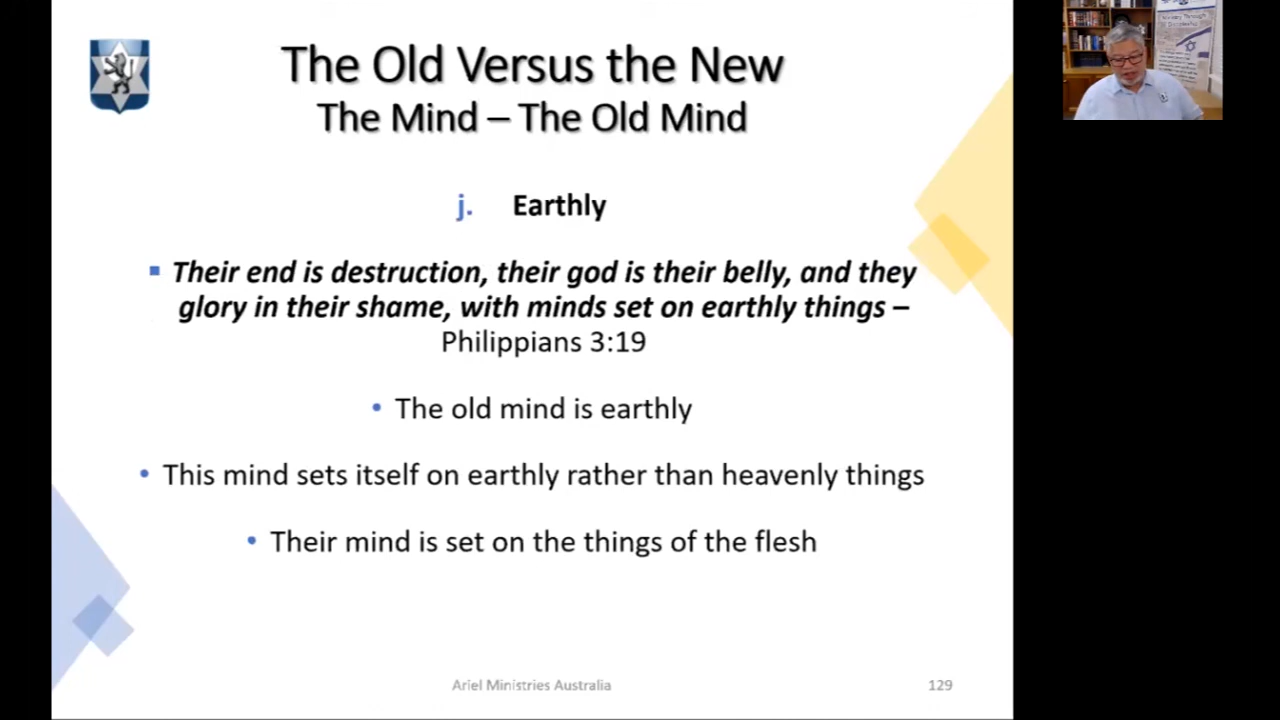 The Old Versus the New
The Mind – The Old Mind
j. Earthly
▪ Their end is destruction, their god is their belly, and they
glory in their shame, with minds set on earthly things –
Philippians 3:19
• The old mind is earthly
• This mind sets itself on earthly rather than heavenly things
• Their mind is set on the things of the flesh
Ariel Ministries Australia
129